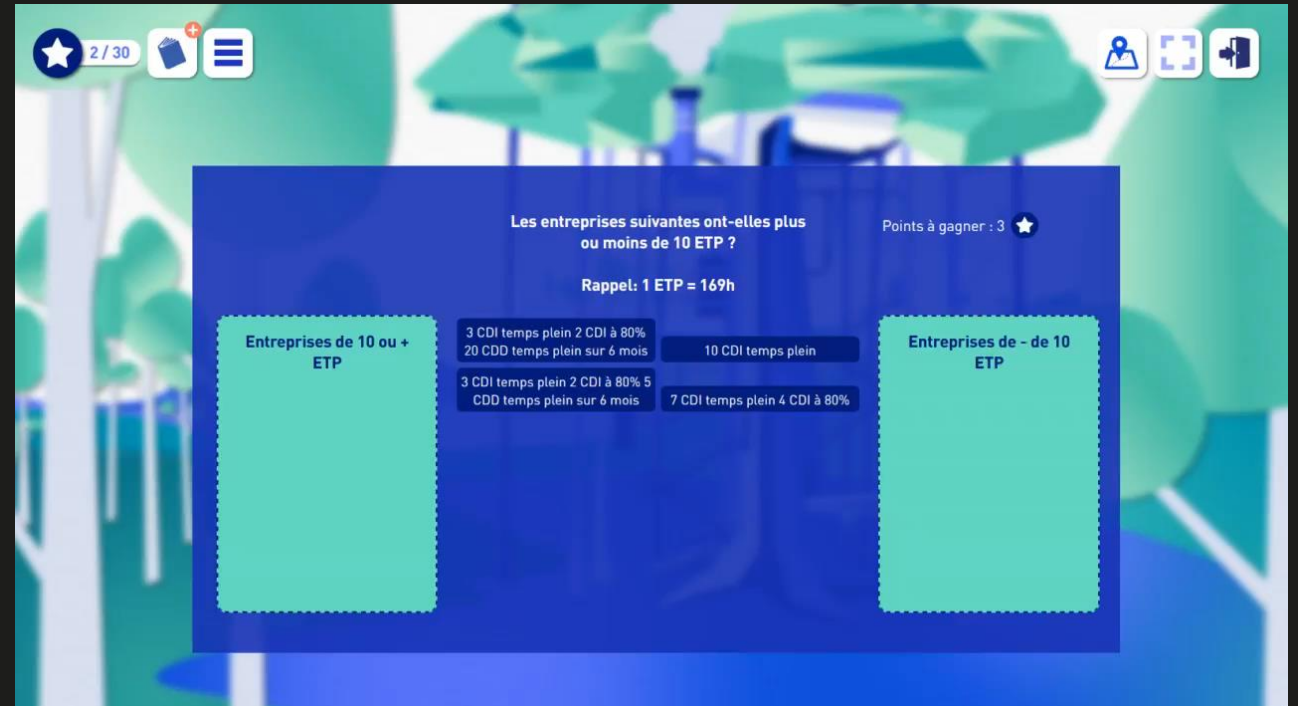 2 / 30
+
Les entreprises suivantes ont-elles plus
ou moins de 10 ETP ?
Points à gagner : 3
Rappel: 1 ETP = 169h
Entreprises de 10 ou +
ETP
3 CDI temps plein 2 CDI à 80%
20 CDD temps plein sur 6 mois
10 CDI temps plein
3 CDI temps plein 2 CDI à 80% 5
CDD temps plein sur 6 mois
7 CDI temps plein 4 CDI à 80%
Entreprises de - de 10
ETP